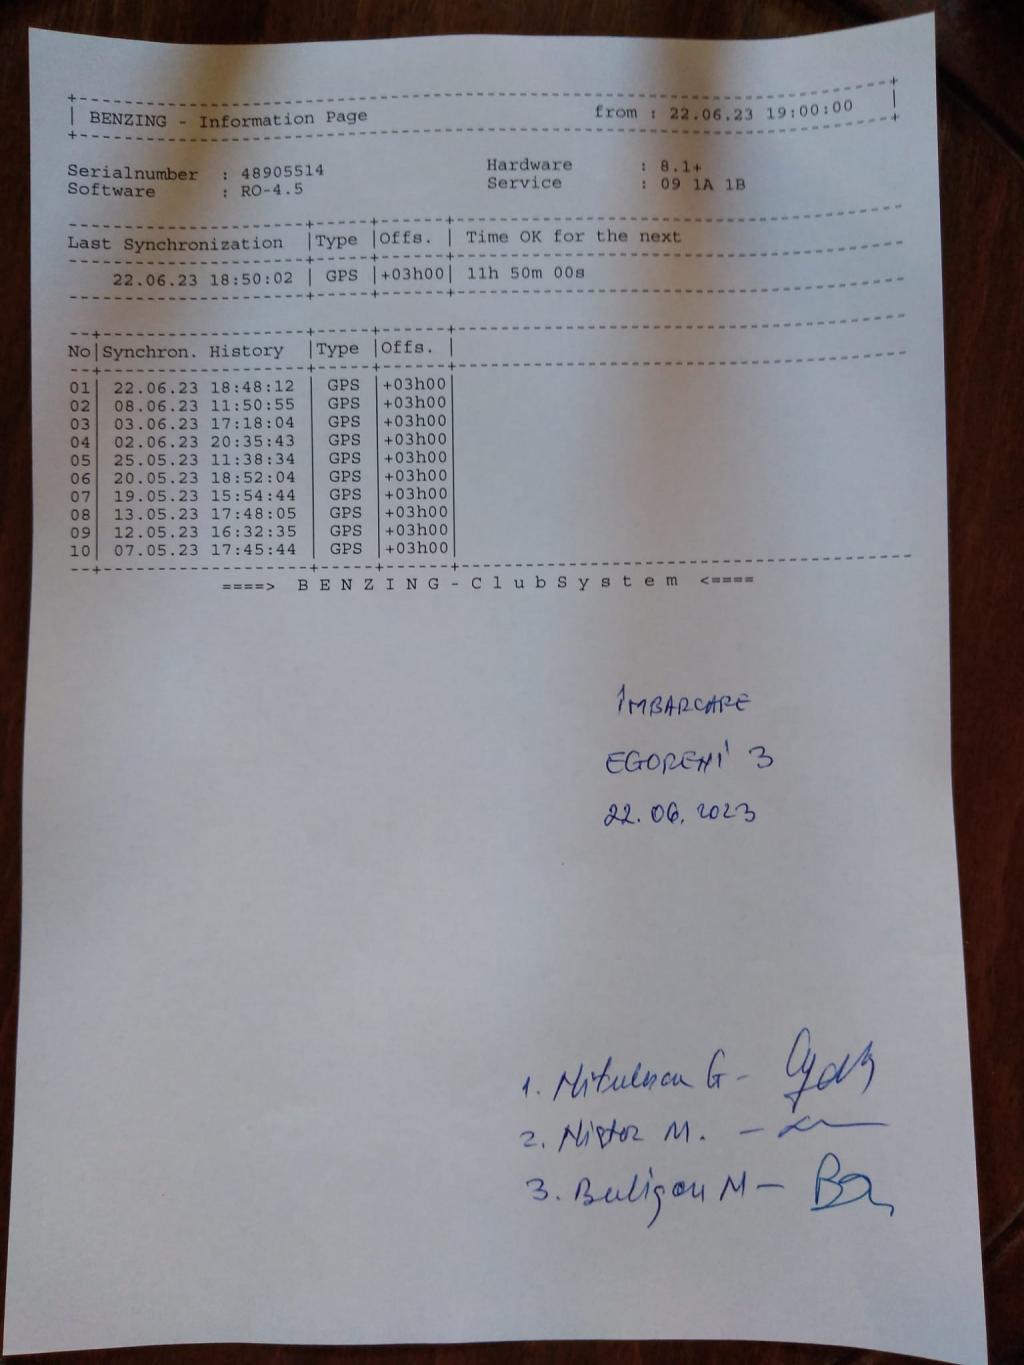 BENZING - Information Page from : 22.06.23 19:00:00
Serialnumber : 48905514 Hardware : 8.1+
Software : RO-4.5 Service : 09 1A 1B
Last Synchronization |Type |Offs. | Time OK for the next
22.06.23 18:50:02 | GPS |+03h00| 11h 50m 00s
No|Synchron. History |Type |Offs. |
01| 22.06.23 18:48:12 | GPS |+03h00|
02| 08.06.23 11:50:55 | GPS |+03h00|
03| 03.06.23 17:18:04 | GPS |+03h00|
04| 02.06.23 20:35:43 | GPS |+03h00|
05| 25.05.23 11:38:34 | GPS |+03h00|
06| 20.05.23 18:52:04 | GPS |+03h00|
07| 19.05.23 15:54:44 | GPS |+03h00|
08| 13.05.23 17:48:05 | GPS |+03h00|
09| 12.05.23 16:32:35 | GPS |+03h00|
10| 07.05.23 17:45:44 | GPS |+03h00|
====> B E N Z I N G - C l u b S y s t e m <====
ÎMBARCARE
3
22.06.2023
1. G -
2. Nistor M. -
3. M -